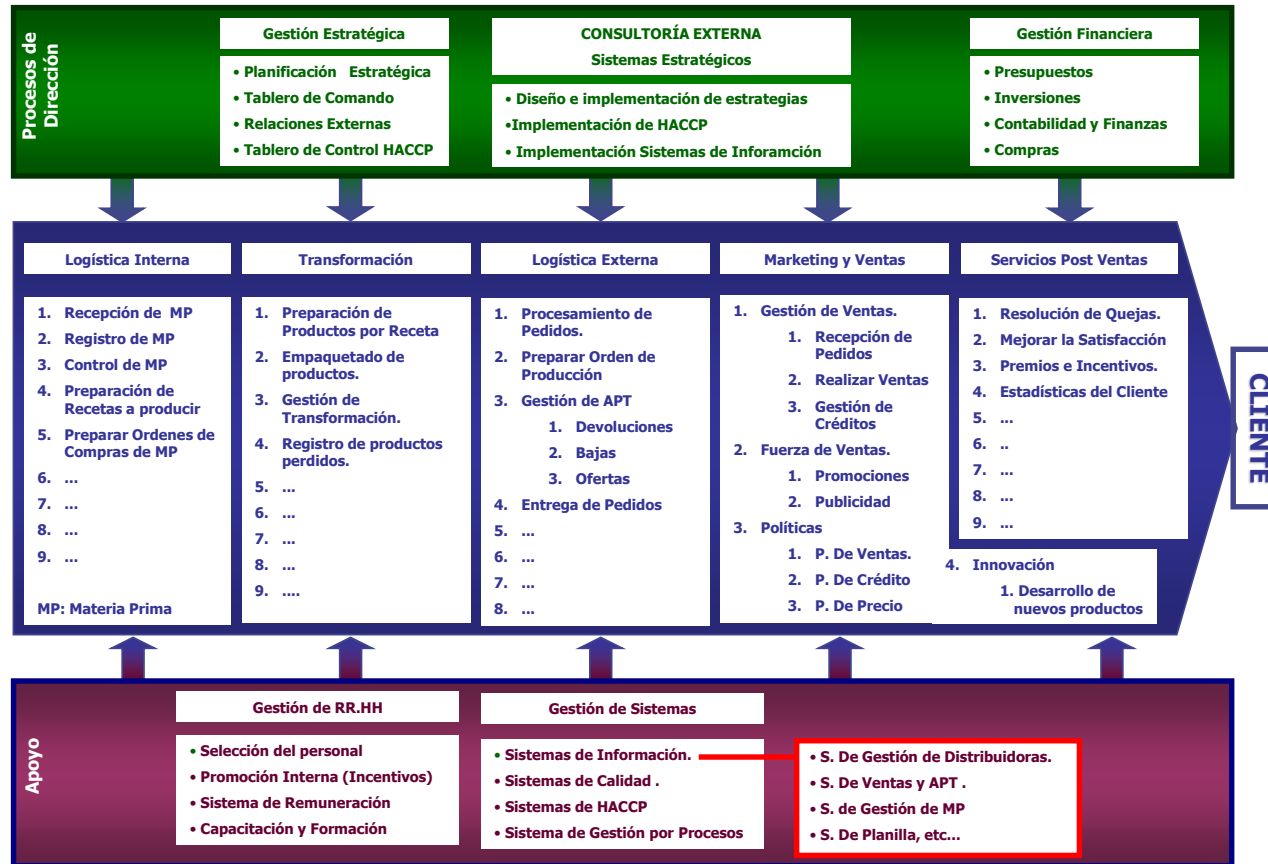 Procesos de
Dirección
Gestión Estratégica
• Planificación Estratégica
• Tablero de Comando
• Relaciones Externas
• Tablero de Control HACCP
CONSULTORÍA EXTERNA
Sistemas Estratégicos
• Diseño e implementación de estrategias
•Implementación de HACCP
• Implementación Sistemas de Inforamción
Gestión Financiera
• Presupuestos
• Inversiones
• Contabilidad y Finanzas
• Compras
Logística Interna
1. Recepción de MP
2. Registro de MP
3. Control de MP
4. Preparación de
Recetas a producir
5. Preparar Ordenes de
Compras de MP
6. ...
7. ...
8. ...
9. ...
MP: Materia Prima
Transformación
1. Preparación de
Productos por Receta
2. Empaquetado de
productos.
3. Gestión de
Transformación.
4. Registro de productos
perdidos.
5. ...
6. ...
7. ...
8. ...
9. ....
Logística Externa
1. Procesamiento de
Pedidos.
2. Preparar Orden de
Producción
3. Gestión de APT
1. Devoluciones
2. Bajas
3. Ofertas
4. Entrega de Pedidos
5. ...
6. ...
7. ...
8. ...
Marketing y Ventas
1. Gestión de Ventas.
1. Recepción de
Pedidos
2. Realizar Ventas
3. Gestión de
Créditos
2. Fuerza de Ventas.
1. Promociones
2. Publicidad
3. Políticas
1. P. De Ventas.
2. P. De Crédito
3. P. De Precio
Servicios Post Ventas
1. Resolución de Quejas.
2. Mejorar la Satisfacción
3. Premios e Incentivos.
4. Estadísticas del Cliente
5. ...
6. ..
7. ...
8. ...
9. ...
4. Innovación
1. Desarrollo de
nuevos productos
CLIENTE
Apoyo
Gestión de RR.HH
• Selección del personal
• Promoción Interna (Incentivos)
• Sistema de Remuneración
• Capacitación y Formación
Gestión de Sistemas
• Sistemas de Información.
• Sistemas de Calidad .
• Sistemas de HACCP
• Sistema de Gestión por Procesos
• S. De Gestión de Distribuidoras.
• S. De Ventas y APT .
• S. de Gestión de MP
• S. De Planilla, etc...